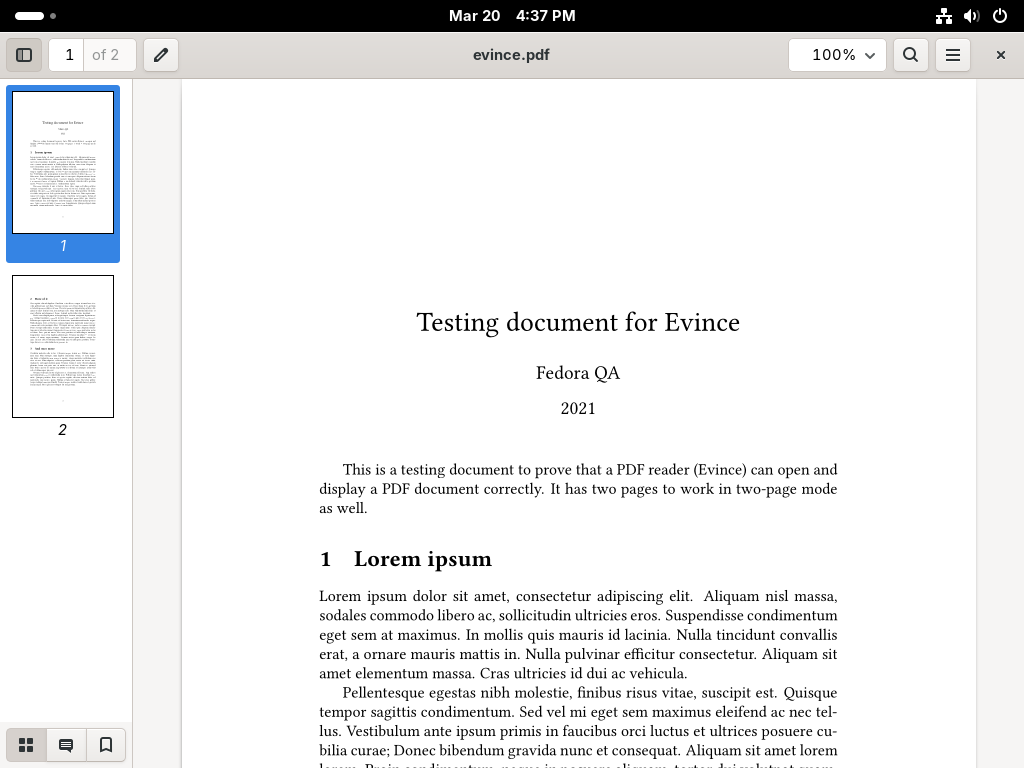 Mar 20 4:37 PM
1 of 2
evince.pdf
100%
1
2
Testing document for Evince
Fedora QA
2021
This is a testing document to prove that a PDF reader (Evince) can open and
display a PDF document correctly. It has two pages to work in two-page mode
as well.
1 Lorem ipsum
Lorem ipsum dolor sit amet, consectetur adipiscing elit. Aliquam nisl massa,
sodales commodo libero ac, sollicitudin ultricies eros. Suspendisse condimentum
eget sem at maximus. In mollis quis mauris id lacinia. Nulla tincidunt convallis
erat, a ornare mauris mattis in. Nulla pulvinar efficitur consectetur. Aliquam sit
amet elementum massa. Cras ultricies id dui ac vehicula.
Pellentesque egestas nibh molestie, finibus risus vitae, suscipit est. Quisque
tempor sagittis condimentum. Sed vel mi eget sem maximus eleifend ac nec tel-
lus. Vestibulum ante ipsum primis in faucibus orci luctus et ultrices posuere cu-
bilia curae; Donec bibendum gravida nunc et consequat. Aliquam sit amet lorem